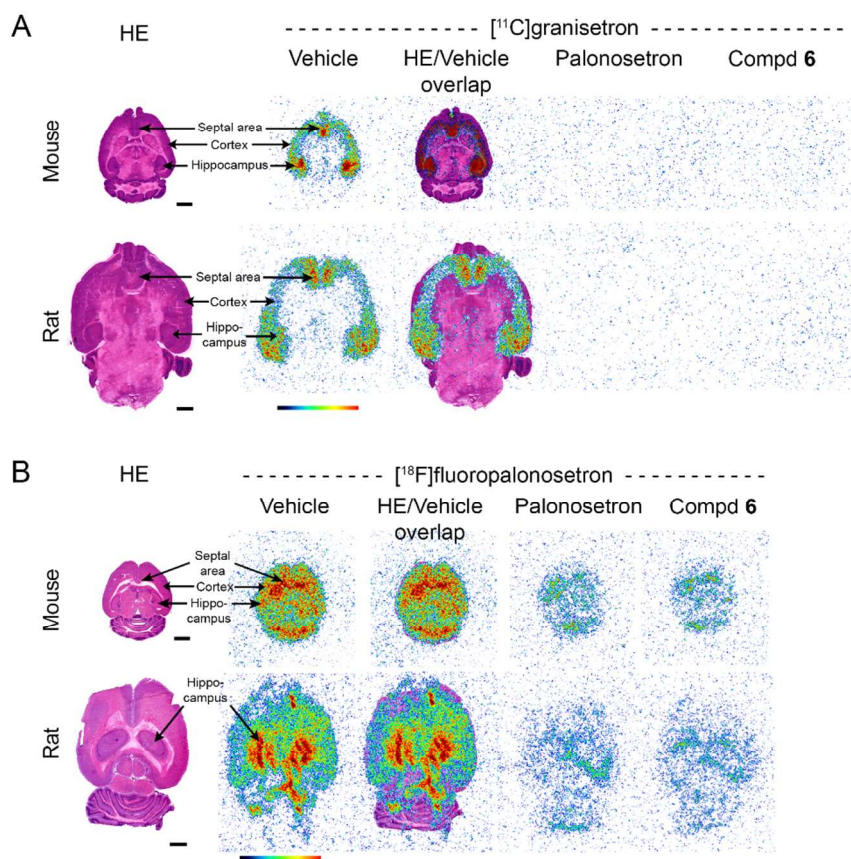 A
HE
[¹¹C]granisetron
Vehicle
HE/Vehicle overlap
Palonosetron
Compd 6
Mouse
Septal area
Cortex
Hippocampus
Rat
Septal area
Cortex
Hippo-
campus
B
HE
[¹⁸F]fluoropalonosetron
Vehicle
HE/Vehicle overlap
Palonosetron
Compd 6
Mouse
Septal
area
Cortex
Hippo-
campus
Rat
Hippo-
campus